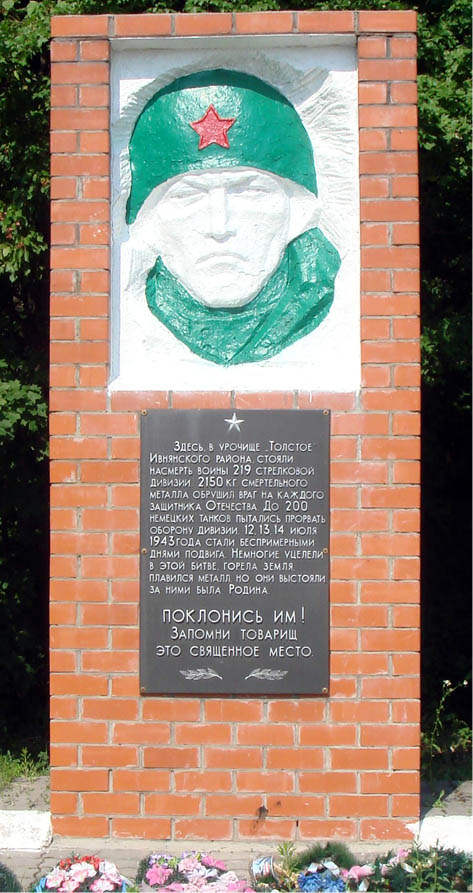 Здесь, в урочище „Толстое"
Ивнянского района, стояли
насмерть воины 219 стрелковой
дивизии. 2150 кг смертельного
металла обрушил враг на каждого
защитника Отечества. До 200
немецких танков пытались прорвать
оборону дивизии. 12, 13, 14 июля
1943 года стали беспримерными
днями подвига. Немногие уцелели
в этой битве, горела земля,
плавился металл, но они выстояли,
за ними была Родина.
ПОКЛОНИСЬ ИМ!
Запомни товарищ
это священное место.